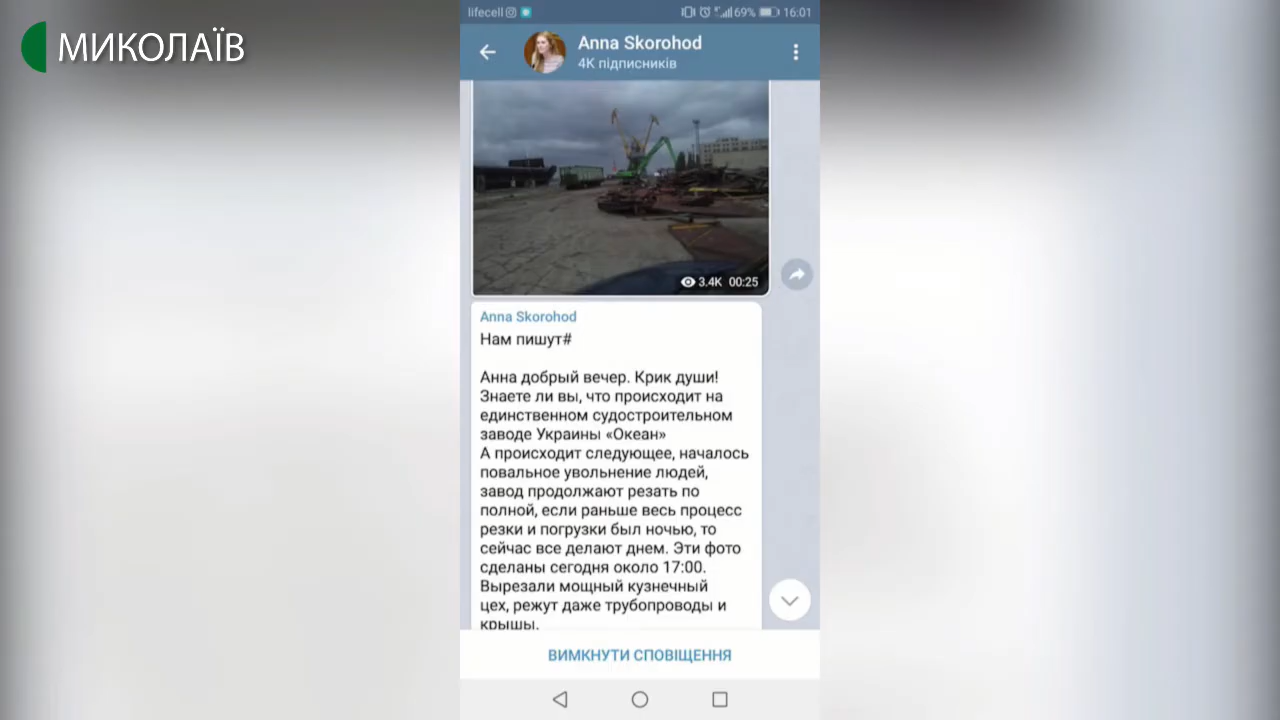 МИКОЛАЇВ
lifecell
69% 16:01
Anna Skorohod
4K підписників
3.4K 00:25
Anna Skorohod
Нам пишут#
Анна добрый вечер. Крик души!
Знаете ли вы, что происходит на
единственном судостроительном
заводе Украины «Океан»
А происходит следующее, началось
повальное увольнение людей,
завод продолжают резать по
полной, если раньше весь процесс
резки и погрузки был ночью, то
сейчас все делают днем. Эти фото
сделаны сегодня около 17:00.
Вырезали мощный кузнечный
цех, режут даже трубопроводы и
крышы.
ВИМКНУТИ СПОВІЩЕННЯ